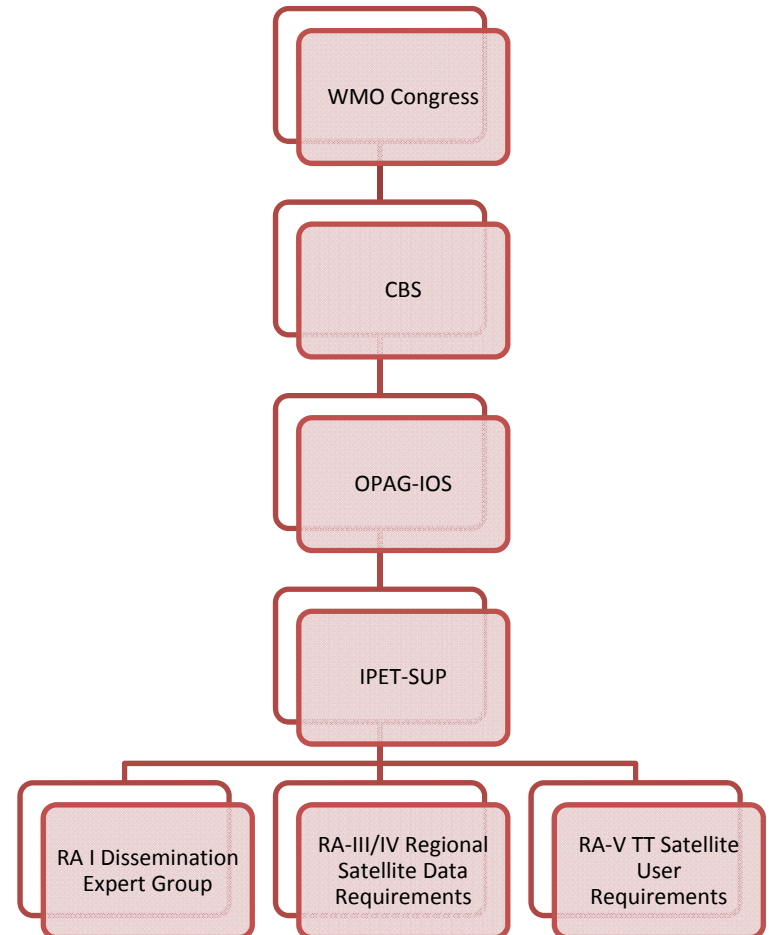 WMO Congress
CBS
OPAG-IOS
IPET-SUP
RA I Dissemination
Expert Group
RA-III/IV Regional
Satellite Data
Requirements
RA-V TT Satellite
User
Requirements